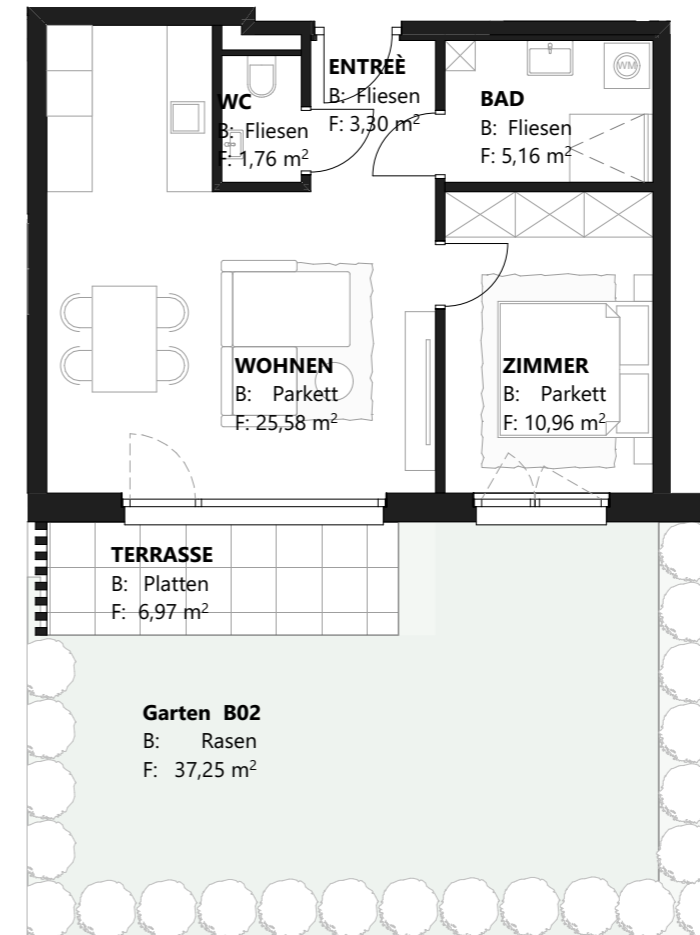 ENTREÈ
B: Fliesen
F: 3,30 m²
WC
B: Fliesen
F: 1,76 m²
BAD
B: Fliesen
F: 5,16 m²
WM
WOHNEN
B: Parkett
F: 25,58 m²
ZIMMER
B: Parkett
F: 10,96 m²
TERRASSE
B: Platten
F: 6,97 m²
Garten B02
B: Rasen
F: 37,25 m²